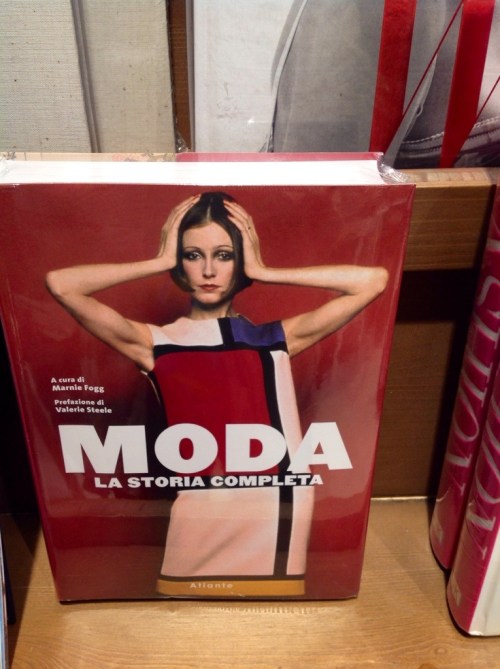 A cura di
Marnie Fogg
Prefazione di
Valerie Steele
MODA
LA STORIA COMPLETA
Atlante